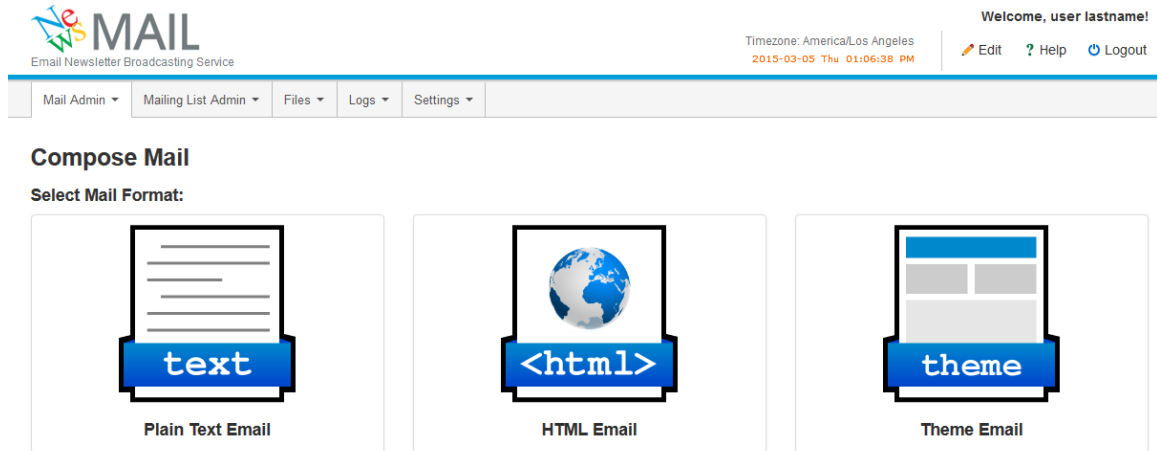 News MAIL
Email Newsletter Broadcasting Service
Welcome, user lastname!
Timezone: America/Los Angeles
2015-03-05 Thu 01:06:38 PM
Edit ? Help Logout
Mail Admin Mailing List Admin Files Logs Settings
Compose Mail
Select Mail Format:
text <html> theme
Plain Text Email HTML Email Theme Email